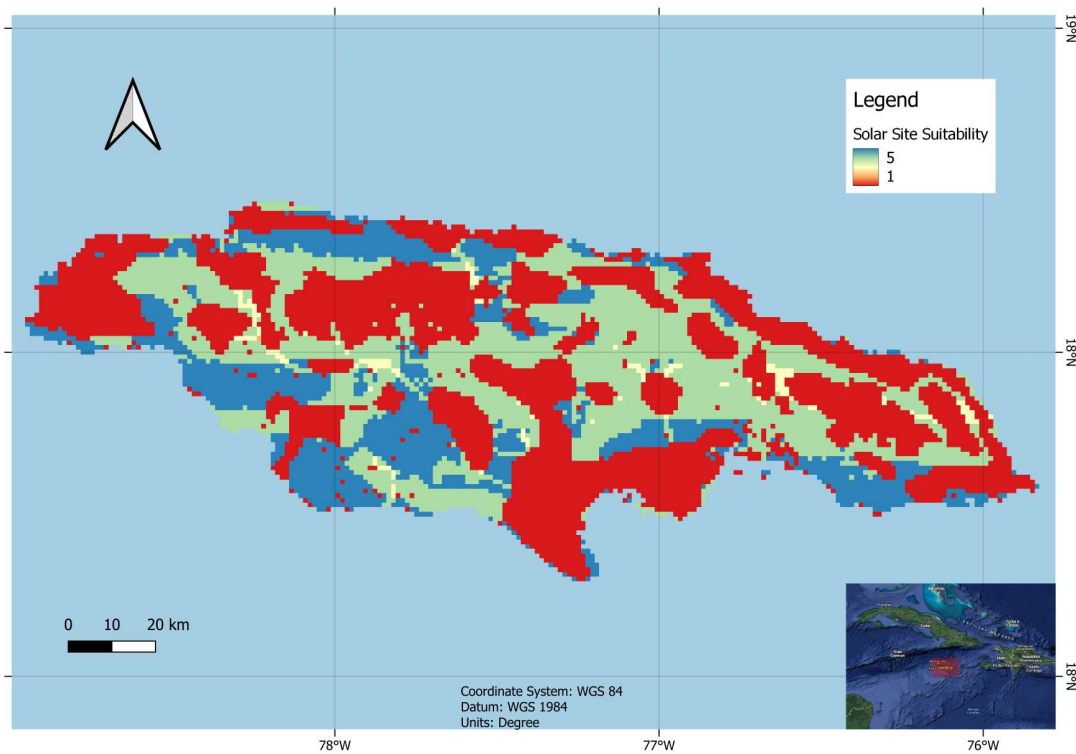 19°N
Legend
Solar Site Suitability
5
1
18°N
18°N
0 10 20 km
Coordinate System: WGS 84
Datum: WGS 1984
Units: Degree
18°N
78°W
77°W
76°W